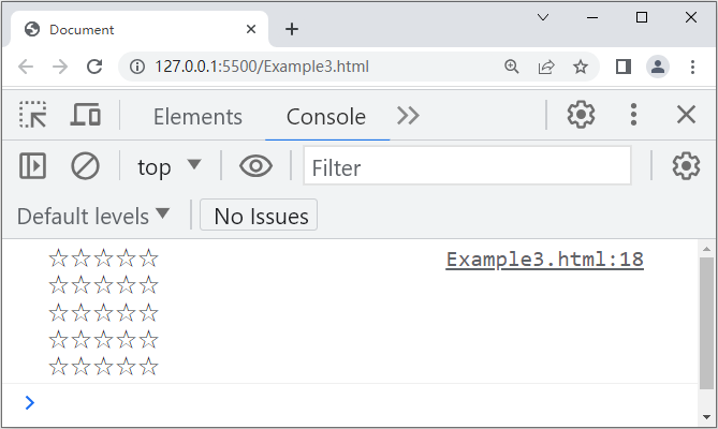 Document
127.0.0.1:5500/Example3.html
Elements Console
top Filter
Default levels No Issues
☆☆☆☆☆ Example3.html:18
☆☆☆☆☆
☆☆☆☆☆
☆☆☆☆☆
☆☆☆☆☆